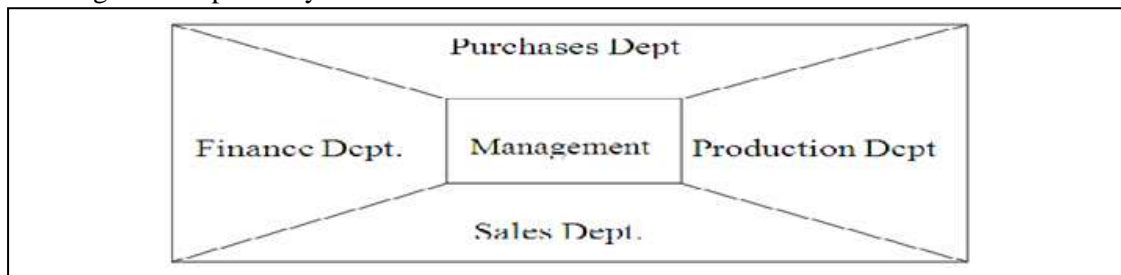 Purchases Dept
Finance Dept.
Management
Production Dept
Sales Dept.